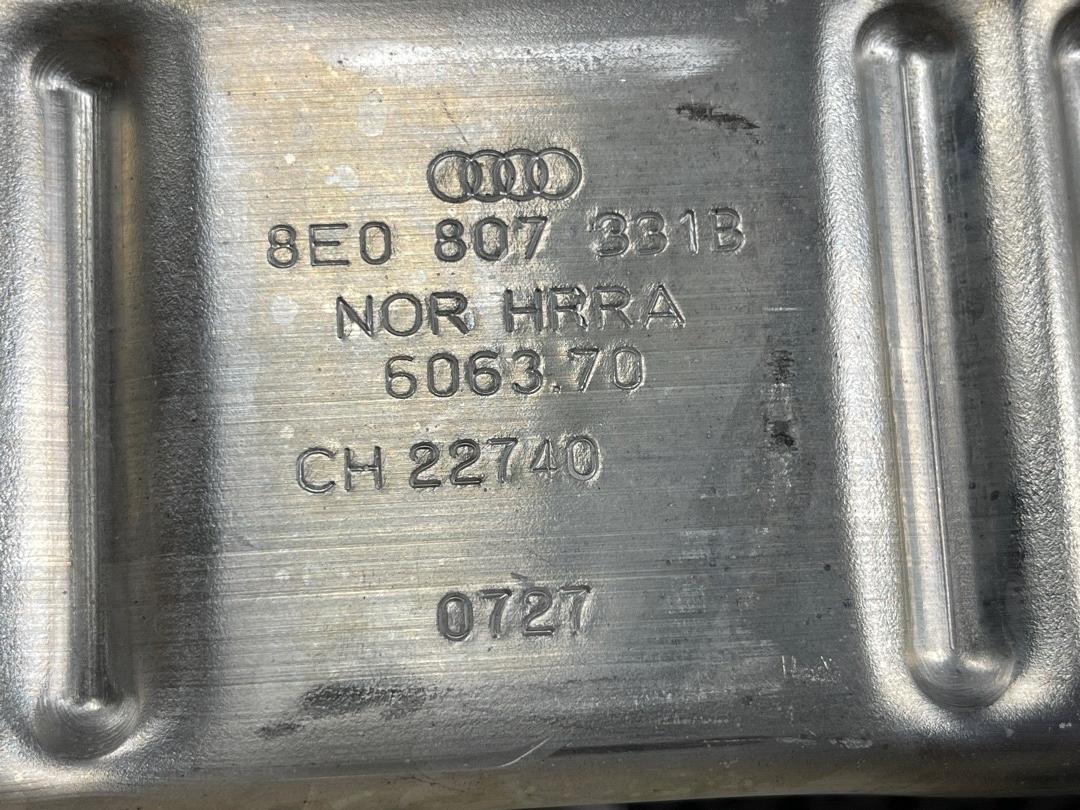 8E0 807 331B
NOR HRRA
6063.70
CH 22740
0727